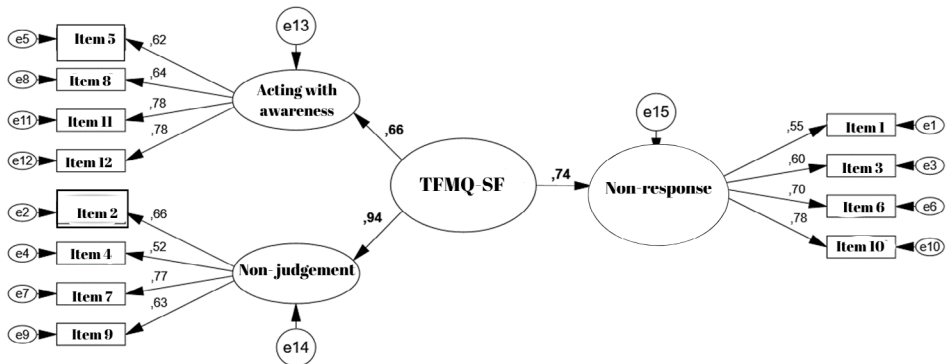 e13
e5
Item 5
,62
e8
Item 8
,64
Acting with
awareness
e11
Item 11
,78
e12
Item 12
,78
,66
e15
Item 1
e1
,55
TFMQ-SF
,74
Non-response
Item 3
e3
,60
Item 6
e6
,70
Item 10
e10
,78
e2
Item 2
,66
,94
e4
Item 4
,52
Non-judgement
e7
Item 7
,77
e9
Item 9
,63
e14